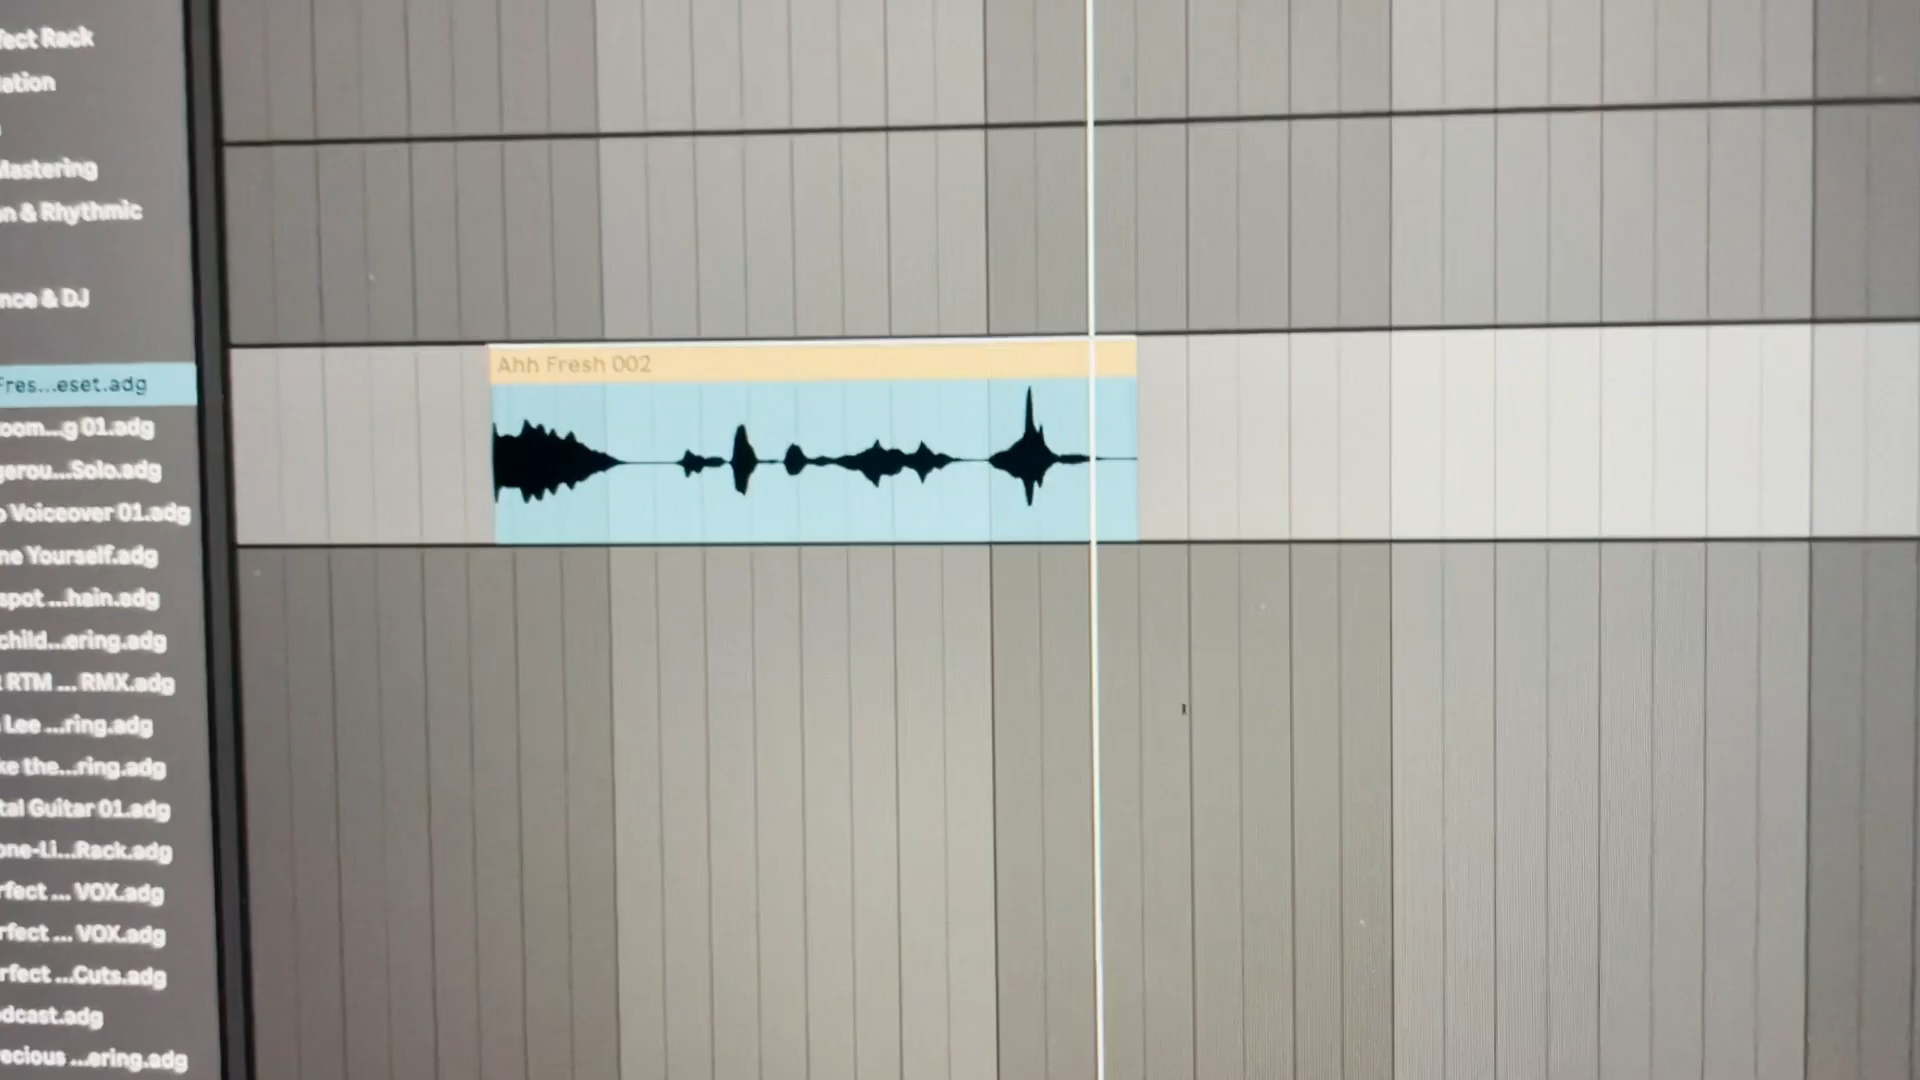 fect Rack
lation
Mastering
on & Rhythmic
nce & DJ
Fres...eset.adg
oom...g 01.adg
gerou...Solo.adg
o Voiceover 01.adg
ne Yourself.adg
spot ...hain.adg
child...ering.adg
t RTM ... RMX.adg
Lee ...ring.adg
ke the...ring.adg
tal Guitar 01.adg
one-Li...Rack.adg
rfect ... VOX.adg
rfect ... VOX.adg
rfect ...Cuts.adg
dcast.adg
ecious ...ering.adg
Ahh Fresh 002